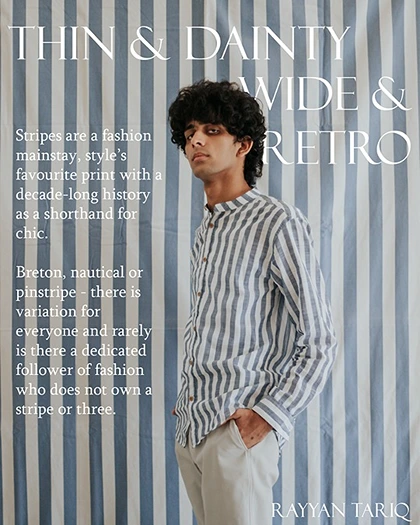 THIN & DAINTY
WIDE &
RETRO
Stripes are a fashion
mainstay, style's
favourite print with a
decade-long history
as a shorthand for
chic.
Breton, nautical or
pinstripe - there is
variation for
everyone and rarely
is there a dedicated
follower of fashion
who does not own a
stripe or three.
RAYYAN TARIQ